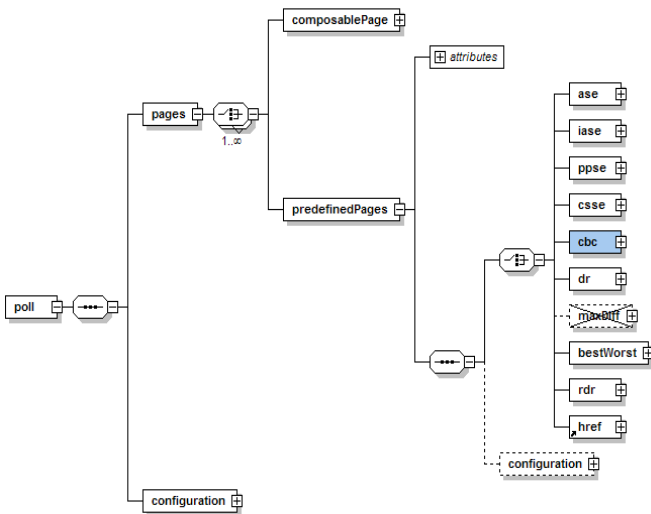 composablePage
attributes
ase
pages
iase
1..∞
ppse
csse
predefinedPages
cbc
dr
poll
maxDiff
bestWorst
rdr
href
configuration
configuration